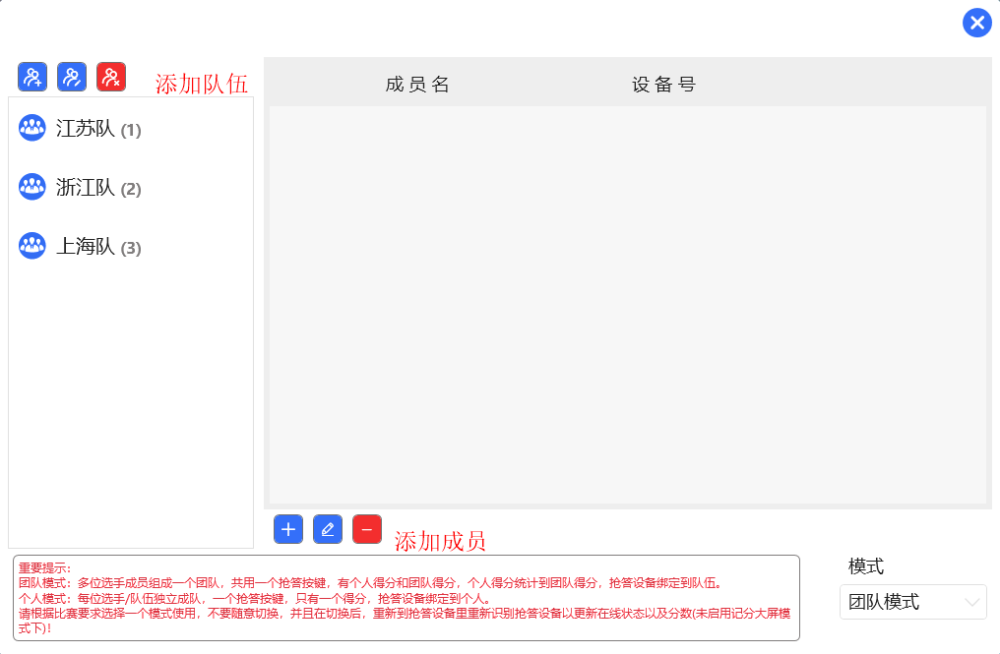 添加队伍
成员名 设备号
江苏队 (1)
浙江队 (2)
上海队 (3)
添加成员
重要提示：
团队模式：多位选手成员组成一个团队，共用一个抢答按键，有个人得分和团队得分，个人得分统计到团队得分，抢答设备绑定到队伍。
个人模式：每位选手/队伍独立成队，一个抢答按键，只有一个得分，抢答设备绑定到个人。
请根据比赛要求选择一个模式使用，不要随意切换，并且在切换后，重新到抢答设备里重新识别抢答设备以更新在线状态以及分数(未启用记分大屏模
式下)！
模式
团队模式